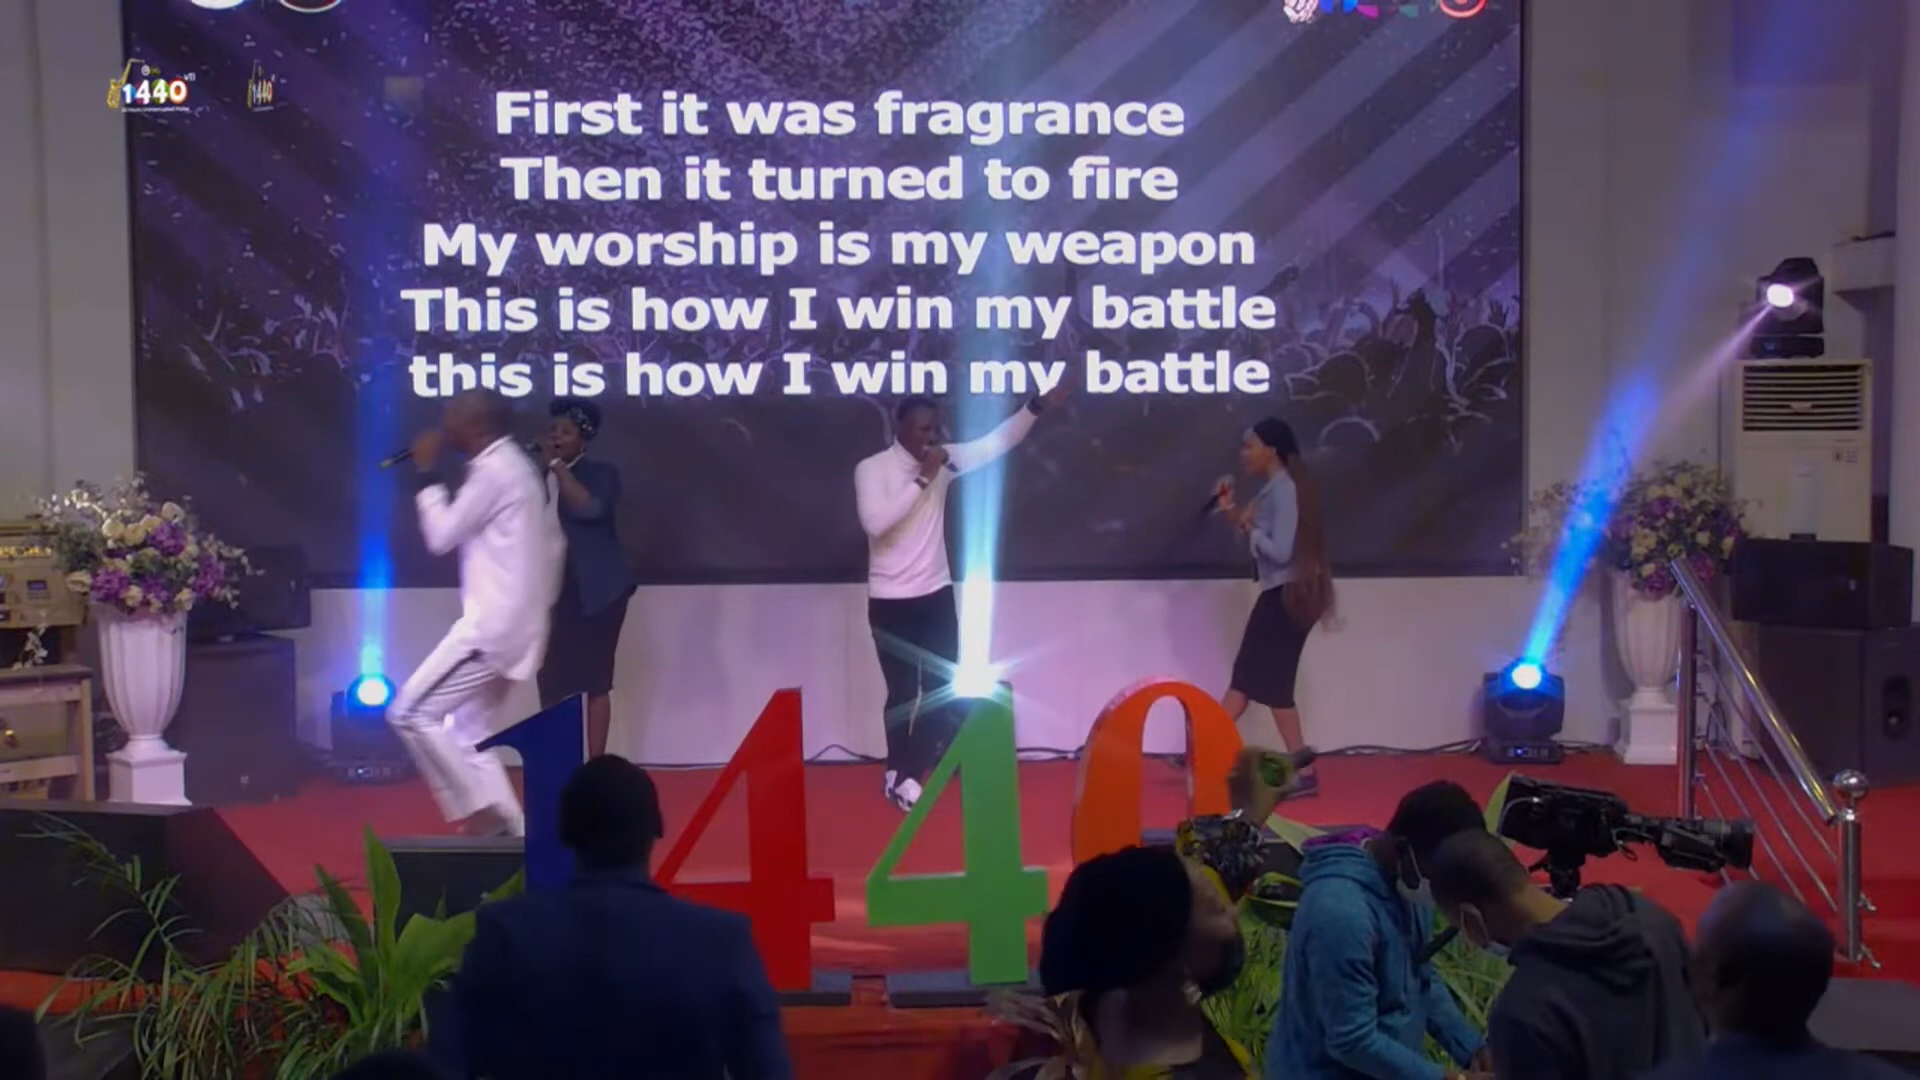 1440
VII
1440
First it was fragrance
Then it turned to fire
My worship is my weapon
This is how I win my battle
this is how I win my battle
1440